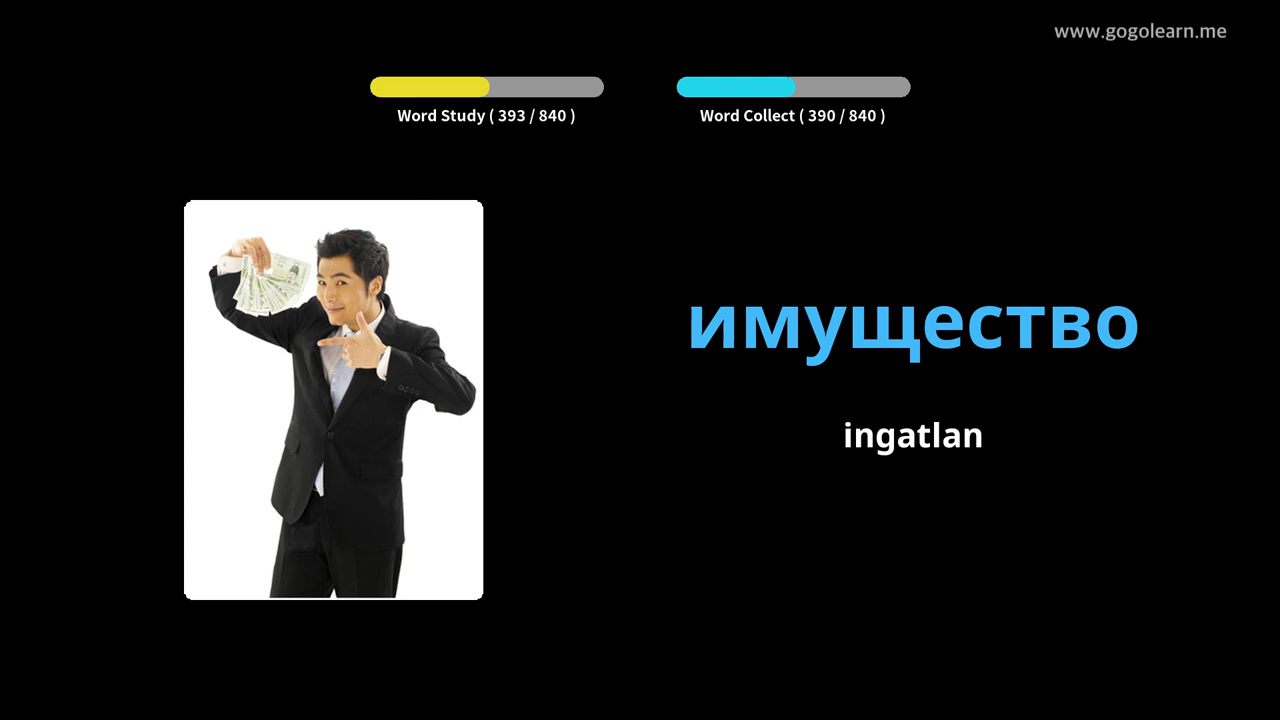 www.gogolearn.me
Word Study ( 393 / 840 )
Word Collect ( 390 / 840 )
имущество
ingatlan